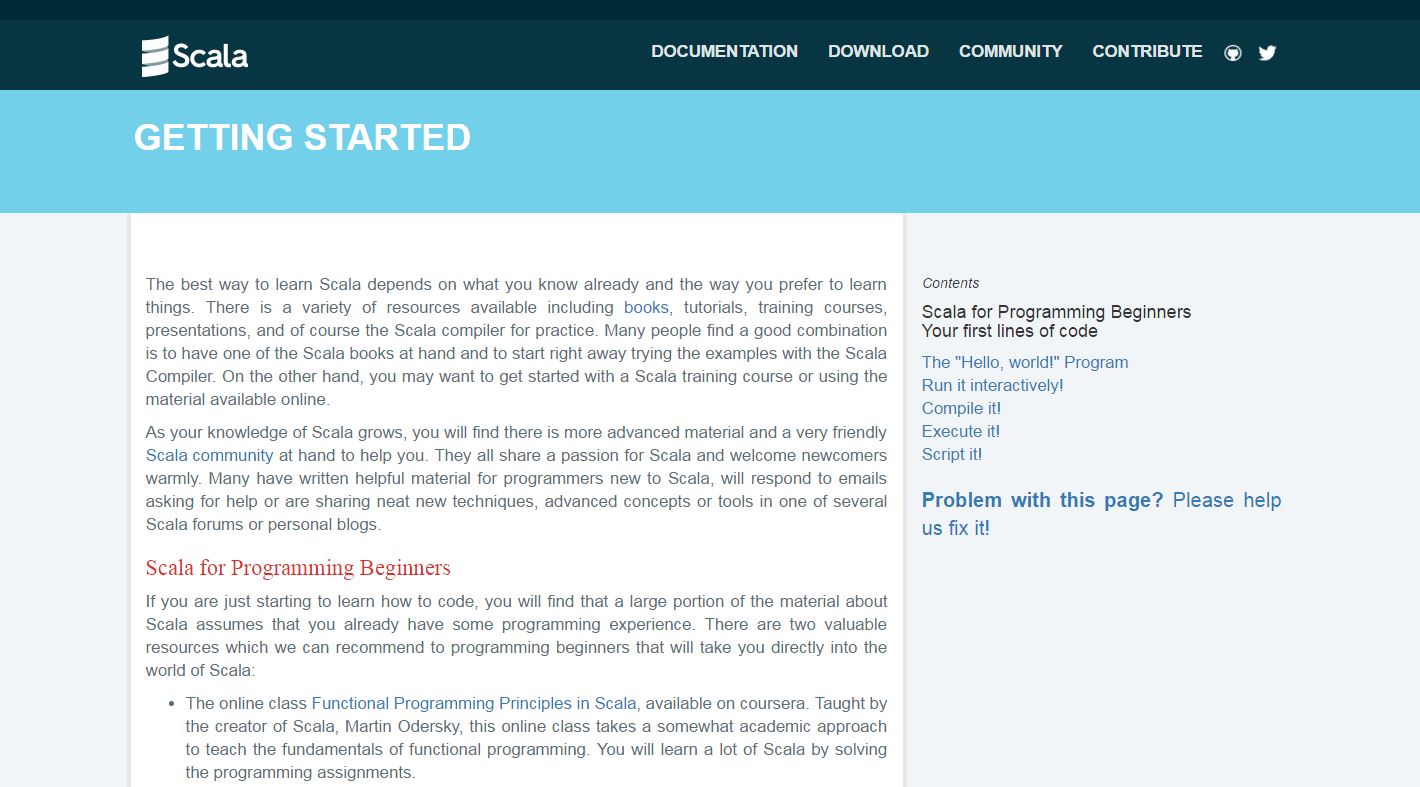 Scala
DOCUMENTATION DOWNLOAD COMMUNITY CONTRIBUTE
GETTING STARTED
The best way to learn Scala depends on what you know already and the way you prefer to learn
things. There is a variety of resources available including books, tutorials, training courses,
presentations, and of course the Scala compiler for practice. Many people find a good combination
is to have one of the Scala books at hand and to start right away trying the examples with the Scala
Compiler. On the other hand, you may want to get started with a Scala training course or using the
material available online.
As your knowledge of Scala grows, you will find there is more advanced material and a very friendly
Scala community at hand to help you. They all share a passion for Scala and welcome newcomers
warmly. Many have written helpful material for programmers new to Scala, will respond to emails
asking for help or are sharing neat new techniques, advanced concepts or tools in one of several
Scala forums or personal blogs.
Scala for Programming Beginners
If you are just starting to learn how to code, you will find that a large portion of the material about
Scala assumes that you already have some programming experience. There are two valuable
resources which we can recommend to programming beginners that will take you directly into the
world of Scala:
• The online class Functional Programming Principles in Scala, available on coursera. Taught by
the creator of Scala, Martin Odersky, this online class takes a somewhat academic approach
to teach the fundamentals of functional programming. You will learn a lot of Scala by solving
the programming assignments.
Contents
Scala for Programming Beginners
Your first lines of code
The "Hello, world!" Program
Run it interactively!
Compile it!
Execute it!
Script it!
Problem with this page? Please help
us fix it!